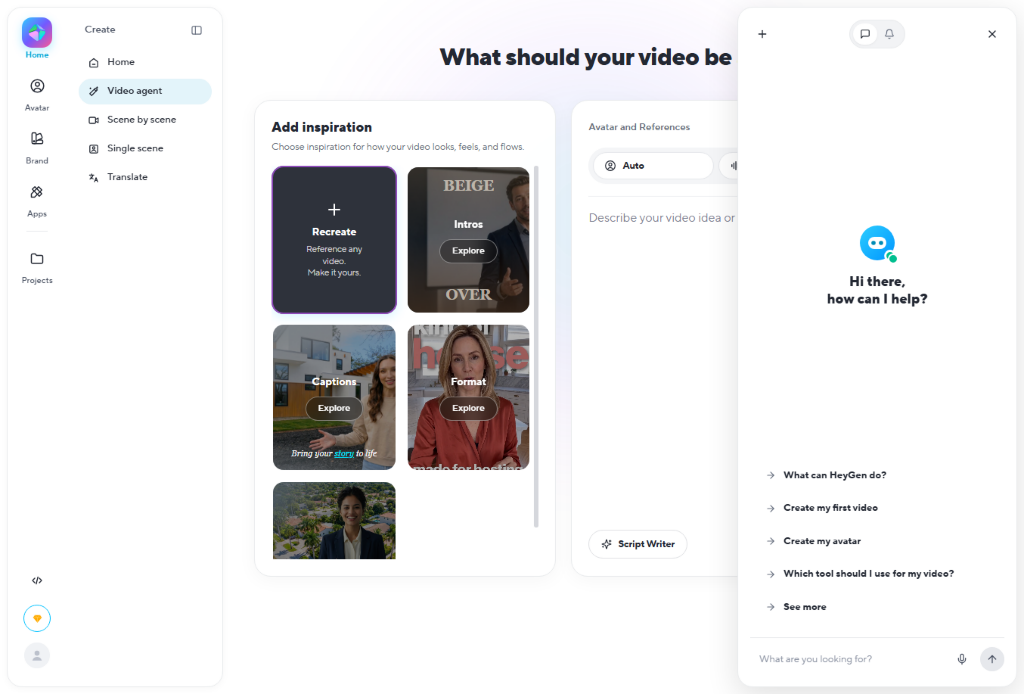 Home
Avatar
Brand
Apps
Projects
Create
Home
Video agent
Scene by scene
Single scene
Translate
What should your video be
Add inspiration
Choose inspiration for how your video looks, feels, and flows.
Recreate
Reference any
video.
Make it yours.
BEIGE
Intros
Explore
OVER
Captions
Explore
Bring your story to life
Format
Explore
made for hosting
Avatar and References
Auto
Describe your video idea or
Script Writer
Hi there,
how can I help?
What can HeyGen do?
Create my first video
Create my avatar
Which tool should I use for my video?
See more
What are you looking for?